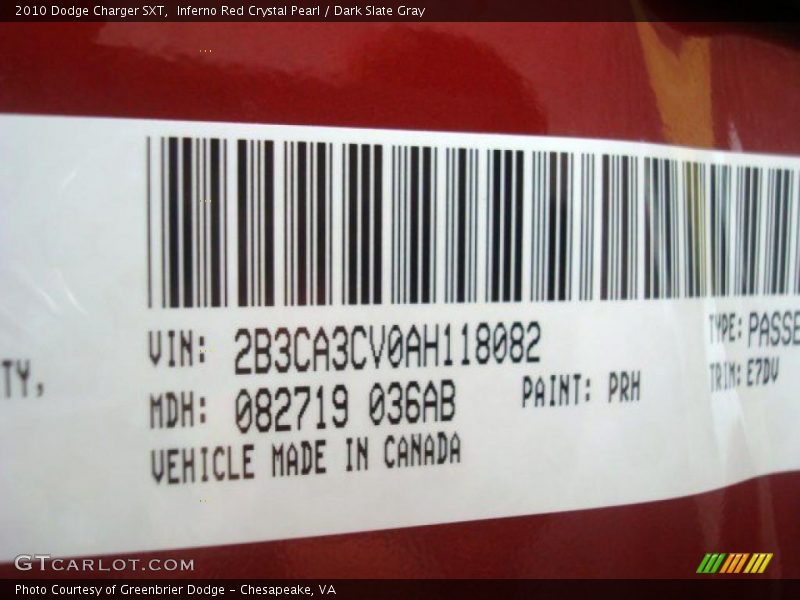 2010 Dodge Charger SXT,  Inferno Red Crystal Pearl / Dark Slate Gray
TY,
VIN: 2B3CA3CV0AH118082
TYPE: PASSE
MDH: 082719 036AB
PAINT: PRH
TRIM: E7DV
VEHICLE MADE IN CANADA
GTCARLOT.COM
Photo Courtesy of Greenbrier Dodge - Chesapeake, VA